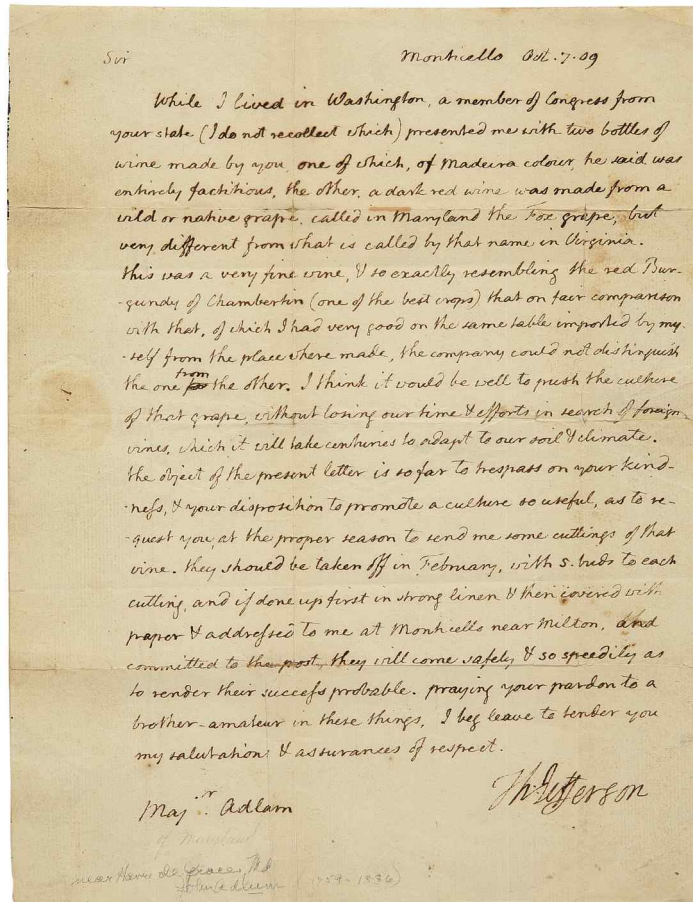 Sir Monticello Oct. 7. 09
While I lived in Washington, a member of Congress from
your state (I do not recollect which) presented me with two bottles of
wine made by you, one of which, of Madeira colour, he said was
entirely factitious, the other, a dark red wine was made from a
wild or native grape, called in Maryland the Fox grape, but
very different from what is called by that name in Virginia.
this was a very fine wine, & so exactly resembling the red Bur-
-gundy of Chambertin (one of the best crops) that on fair comparison
with that, of which I had very good on the same table imported by my-
-self from the place where made, the company could not distinguish
the one from the other. I think it would be well to push the culture
of that grape, without losing our time & efforts in search of foreign
vines, which it will take centuries to adapt to our soil & climate.
the object of the present letter is so far to trespass on your kind-
-ness, & your disposition to promote a culture so useful, as to re-
-quest you, at the proper season to send me some cuttings of that
vine. they should be taken off in February, with 5. buds to each
cutting, and if done up first in strong linen & then covered with
paper & addressed to me at Monticello near Milton, and
committed to the post, they will come safely & so speedily as
to render their success probable. praying your pardon to a
brother-amateur in these things, I beg leave to tender you
my salutations & assurances of respect.
Th: Jefferson
Majr. Adlam
of Maryland
near Havre de Grace, Md
John Adlum (1759-1836)